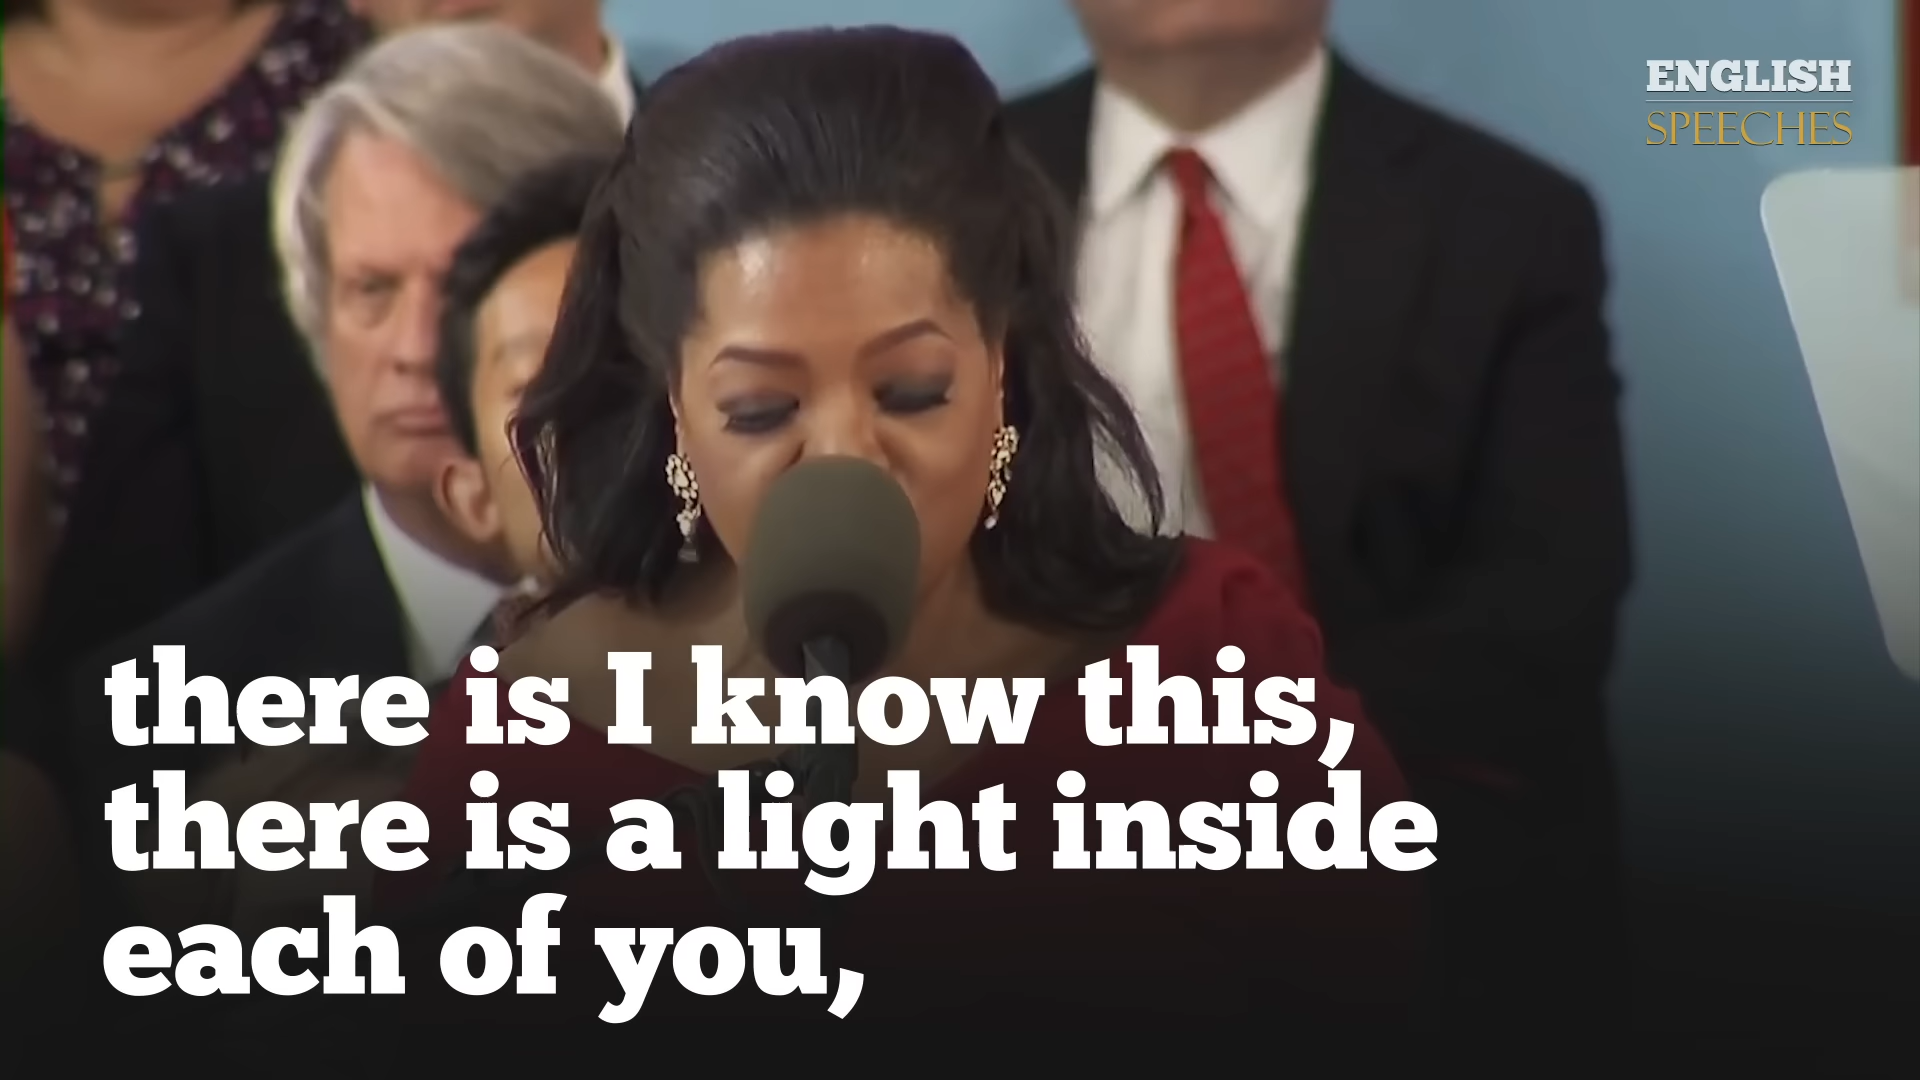 ENGLISH
SPEECHES
there is I know this,
there is a light inside
each of you,